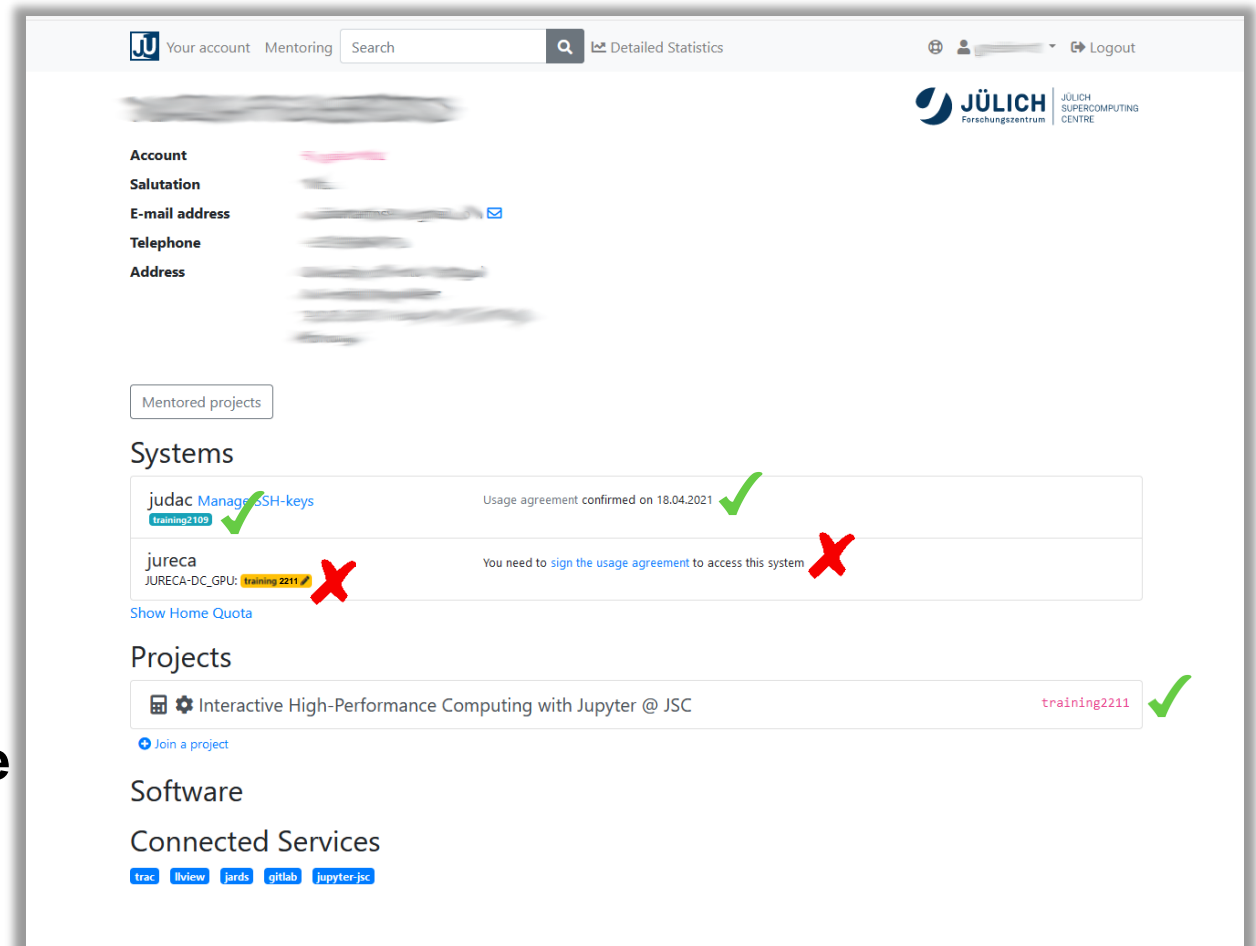 JU Your account Mentoring Search Detailed Statistics Logout
JÜLICH
Forschungszentrum
JÜLICH
SUPERCOMPUTING
CENTRE
Account
Salutation
E-mail address
Telephone
Address
Mentored projects
Systems
judac Manage SSH-keys Usage agreement confirmed on 18.04.2021
training2109
jureca You need to sign the usage agreement to access this system
JURECA-DC_GPU: training 2211
Show Home Quota
Projects
Interactive High-Performance Computing with Jupyter @ JSC training2211
Join a project
e
Software
Connected Services
trac llview jards gitlab jupyter-jsc